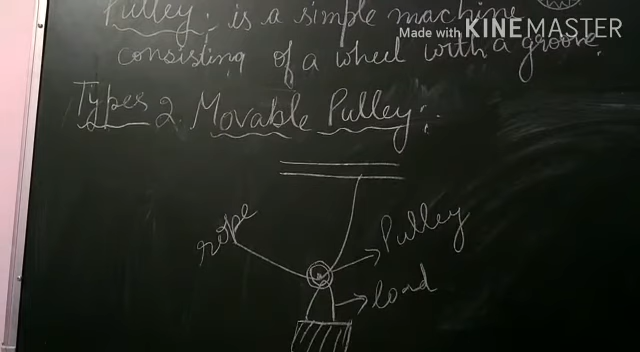 Pulley:- is a simple machine
Made with KINEMASTER
consisting of a wheel with a groove.
Types 2. Movable Pulley:-
rope
Pulley
load